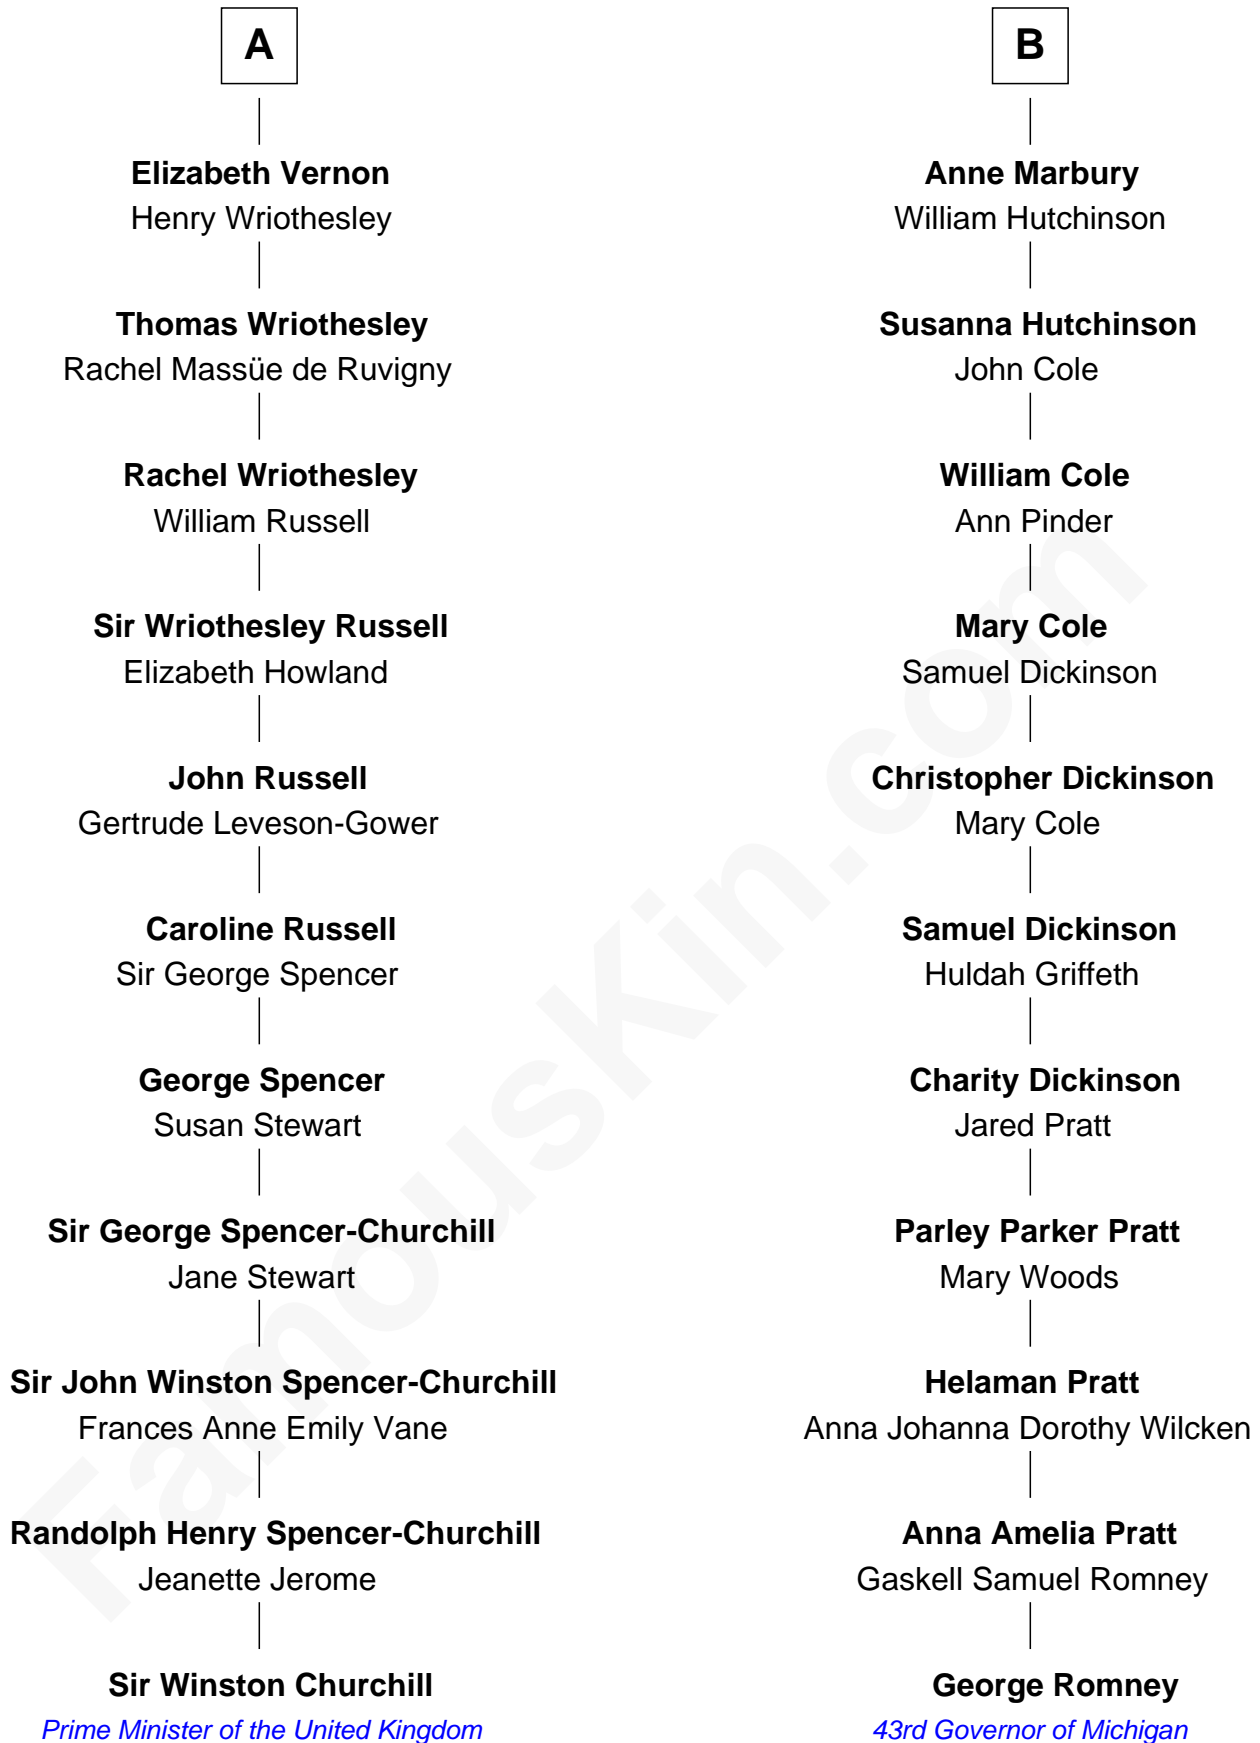 A
Elizabeth Vernon
Henry Wriothesley
Thomas Wriothesley
Rachel Massüe de Ruvigny
Rachel Wriothesley
William Russell
Sir Wriothesley Russell
Elizabeth Howland
John Russell
Gertrude Leveson-Gower
Caroline Russell
Sir George Spencer
George Spencer
Susan Stewart
Sir George Spencer-Churchill
Jane Stewart
Sir John Winston Spencer-Churchill
Frances Anne Emily Vane
Randolph Henry Spencer-Churchill
Jeanette Jerome
Sir Winston Churchill
Prime Minister of the United Kingdom
B
Anne Marbury
William Hutchinson
Susanna Hutchinson
John Cole
William Cole
Ann Pinder
Mary Cole
Samuel Dickinson
Christopher Dickinson
Mary Cole
Samuel Dickinson
Huldah Griffeth
Charity Dickinson
Jared Pratt
Parley Parker Pratt
Mary Woods
Helaman Pratt
Anna Johanna Dorothy Wilcken
Anna Amelia Pratt
Gaskell Samuel Romney
George Romney
43rd Governor of Michigan
FamousKin.com